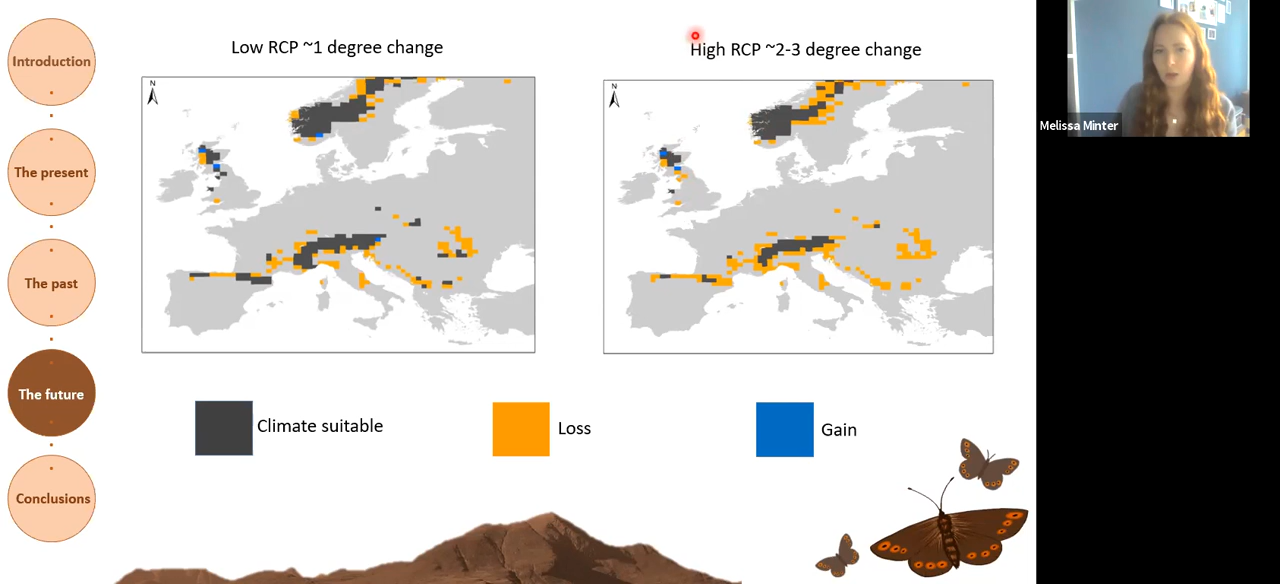 Introduction
The present
The past
The future
Conclusions
Low RCP ~1 degree change
High RCP ~2-3 degree change
N
N
Climate suitable
Loss
Gain
Melissa Minter